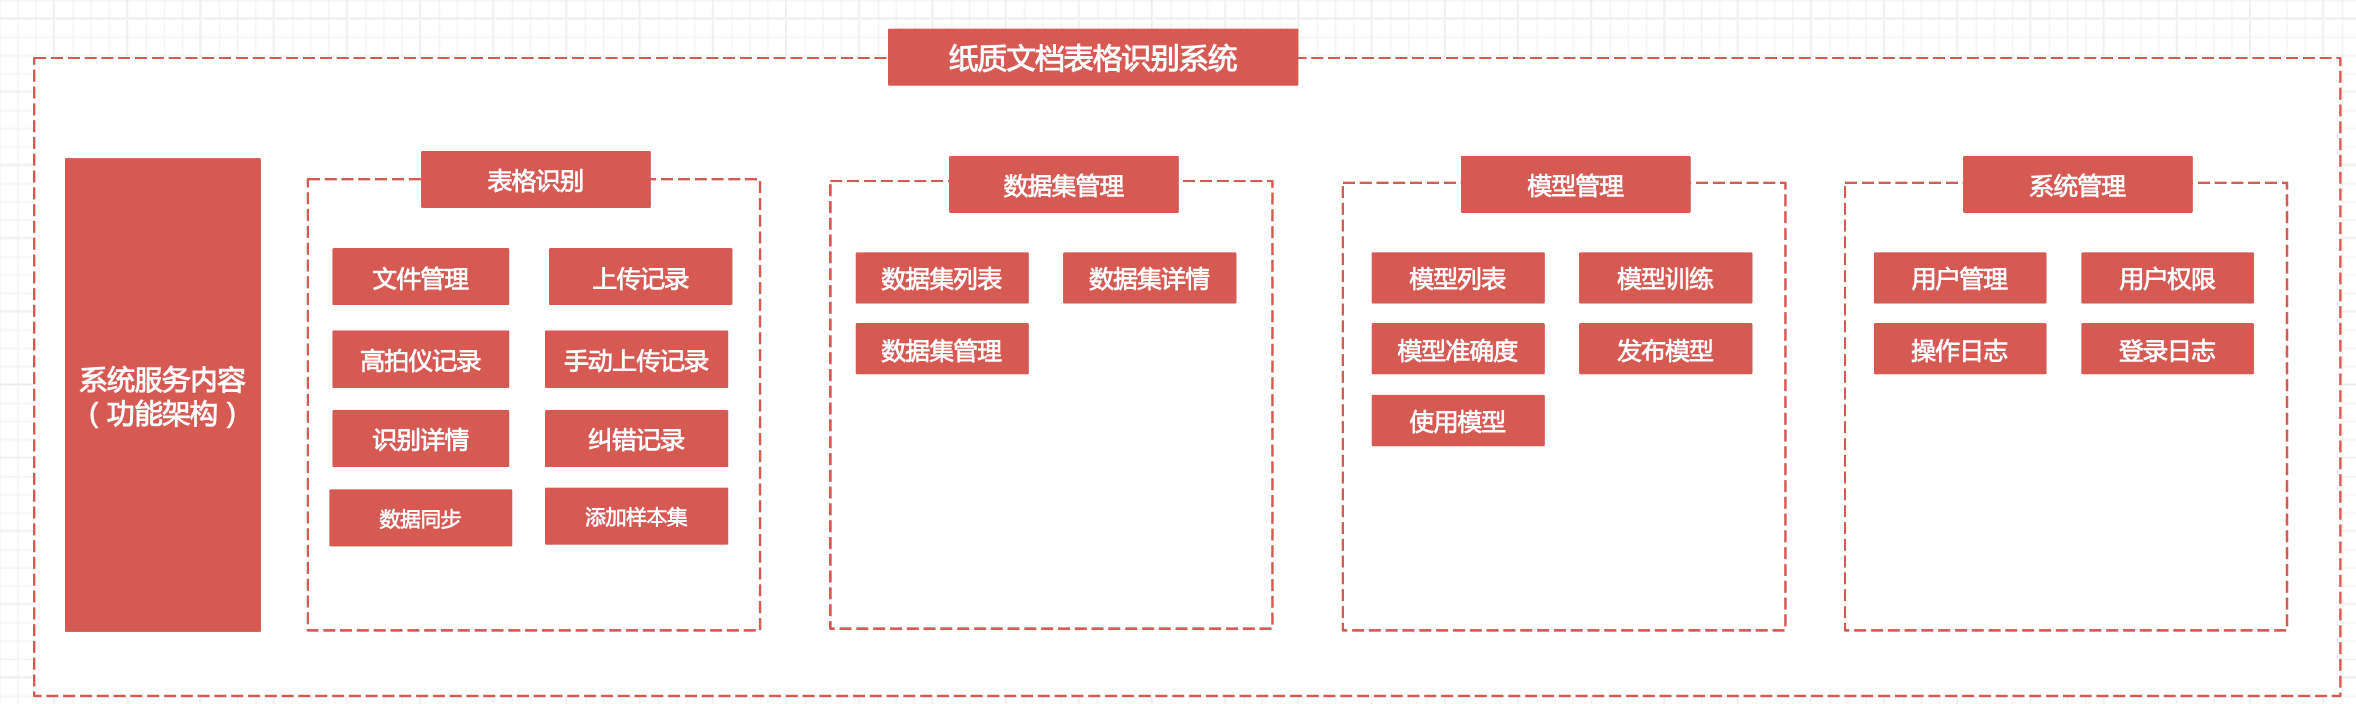 纸质文档表格识别系统
系统服务内容
（功能架构）
表格识别
文件管理
上传记录
高拍仪记录
手动上传记录
识别详情
纠错记录
数据同步
添加样本集
数据集管理
数据集列表
数据集详情
数据集管理
模型管理
模型列表
模型训练
模型准确度
发布模型
使用模型
系统管理
用户管理
用户权限
操作日志
登录日志